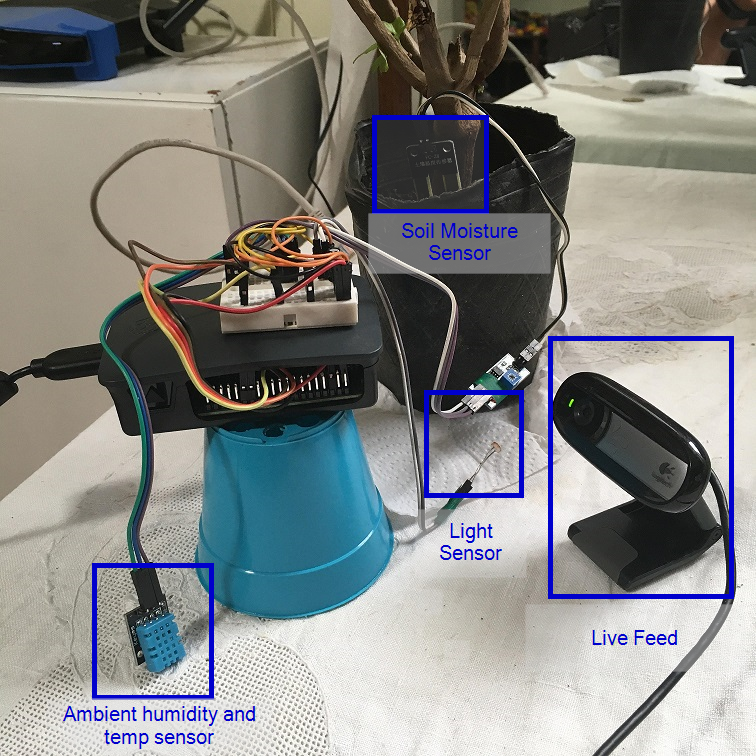 Soil Moisture
Sensor
Light
Sensor
Live Feed
Ambient humidity and
temp sensor